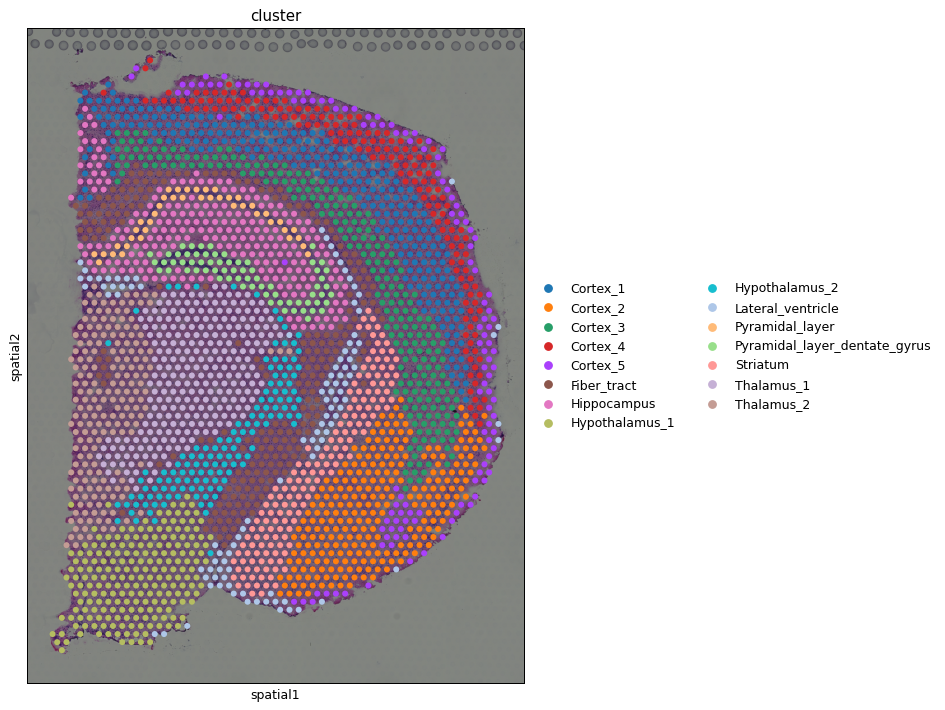 cluster
spatial2
spatial1
Cortex_1
Cortex_2
Cortex_3
Cortex_4
Cortex_5
Fiber_tract
Hippocampus
Hypothalamus_1
Hypothalamus_2
Lateral_ventricle
Pyramidal_layer
Pyramidal_layer_dentate_gyrus
Striatum
Thalamus_1
Thalamus_2